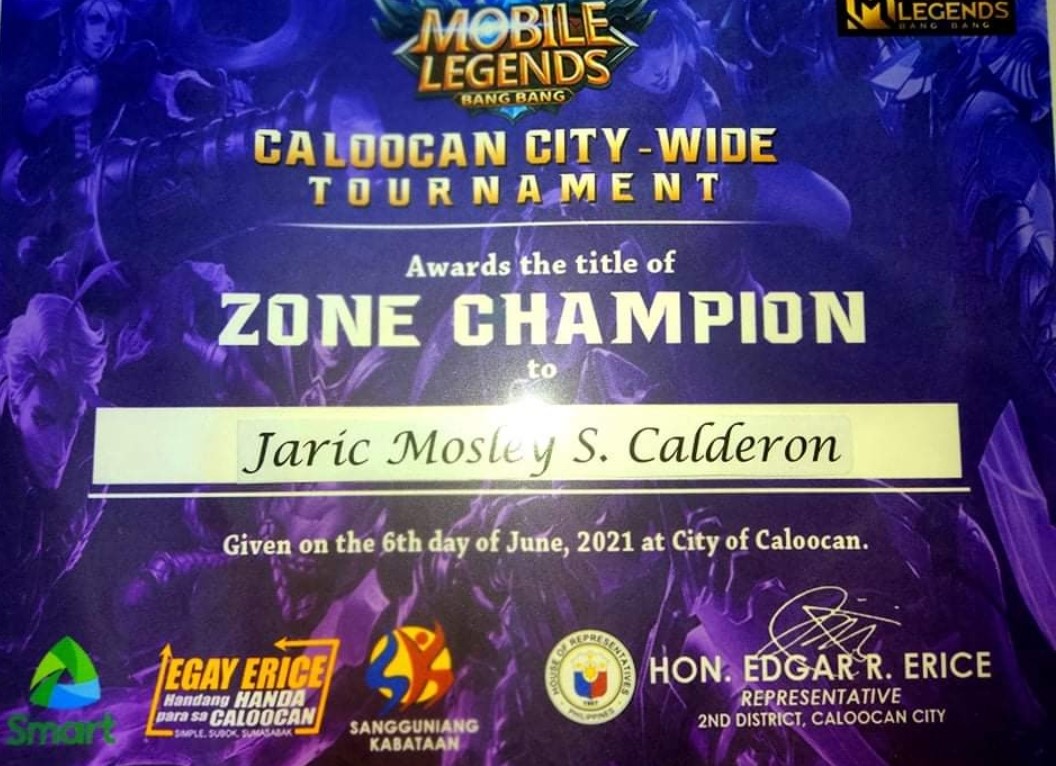 MOBILE
LEGENDS
BANG BANG
LEGENDS
BANG BANG
CALOOCAN CITY-WIDE
TOURNAMENT
Awards the title of
ZONE CHAMPION
to
Jaric Mosley S. Calderon
Given on the 6th day of June, 2021 at City of Caloocan.
Smart
EGAY ERICE
Handang HANDA
para sa CALOOCAN
SIMPLE, SUBOK, SUMASABAK
SANGGUNIANG
KABATAAN
HOUSE OF REPRESENTATIVES
1907
PHILIPPINES
HON. EDGAR R. ERICE
REPRESENTATIVE
2ND DISTRICT, CALOOCAN CITY